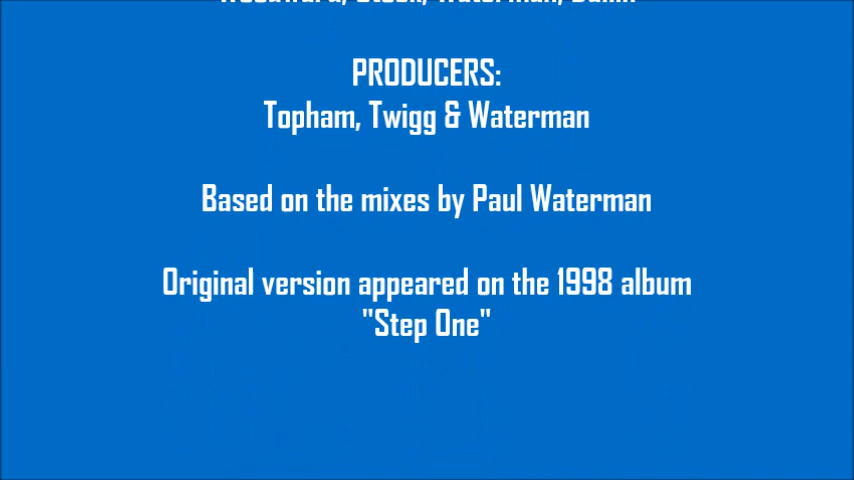 PRODUCERS:
Topham, Twigg & Waterman
Based on the mixes by Paul Waterman
Original version appeared on the 1998 album
"Step One"